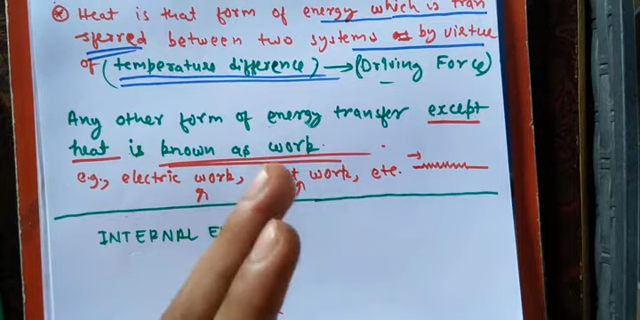 * Heat is that form of energy which is tran
sferred between two systems by virtue
of (temperature difference) → (Driving Force)
Any other form of energy transfer except
heat is known as work.
e.g., electric work, work, etc. →
INTERNAL